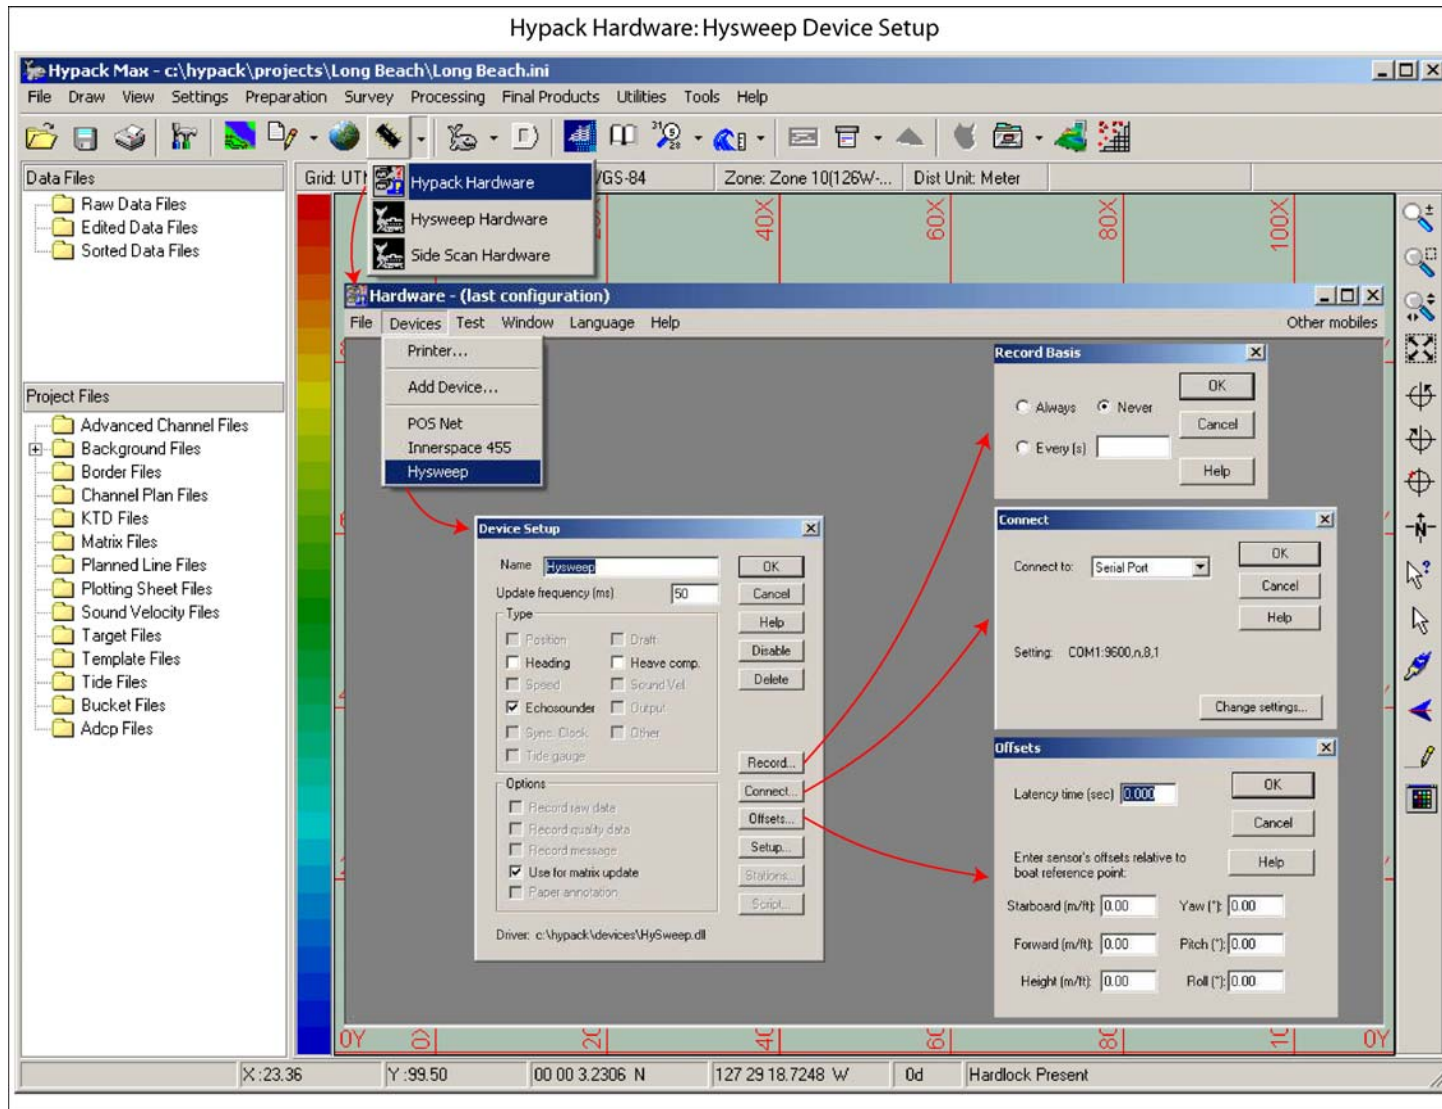 Hypack Hardware: Hysweep Device Setup
Hypack Max - c:\hypack\projects\Long Beach\Long Beach.ini
File Draw View Settings Preparation Survey Processing Final Products Utilities Tools Help
Data Files
Raw Data Files
Edited Data Files
Sorted Data Files
Project Files
Advanced Channel Files
Background Files
Border Files
Channel Plan Files
KTD Files
Matrix Files
Planned Line Files
Plotting Sheet Files
Sound Velocity Files
Target Files
Template Files
Tide Files
Bucket Files
Adcp Files
Grid: UT
GS-84
Zone: Zone 10(126W-...
Dist Unit: Meter
Hypack Hardware
Hysweep Hardware
Side Scan Hardware
40X
60X
80X
100X
Hardware - (last configuration)
File Devices Test Window Language Help
Other mobiles
Printer...
Add Device...
POS Net
Innerspace 455
Hysweep
Device Setup
Name Hysweep
Update frequency (ms) 50
Type
Position Draft
Heading Heave comp.
Speed Sound Vel
Echosounder Output
Sync. Clock Other
Tide gauge
Options
Record raw data
Record quality data
Record message
Use for matrix update
Paper annotation
Driver: c:\hypack\devices\HySweep.dll
OK
Cancel
Help
Disable
Delete
Record...
Connect...
Offsets...
Setup...
Stations...
Script...
Record Basis
Always Never
Every (s)
OK
Cancel
Help
Connect
Connect to: Serial Port
Setting: COM1:9600,n,8,1
OK
Cancel
Help
Change settings...
Offsets
Latency time (sec) 0.000
OK
Cancel
Help
Enter sensor's offsets relative to
boat reference point:
Starboard (m/ft): 0.00 Yaw (°): 0.00
Forward (m/ft): 0.00 Pitch (°): 0.00
Height (m/ft): 0.00 Roll (°): 0.00
0Y
0Y
X :23.36
Y :99.50
00 00 3.2306 N
127 29 18.7248 W
0d
Hardlock Present